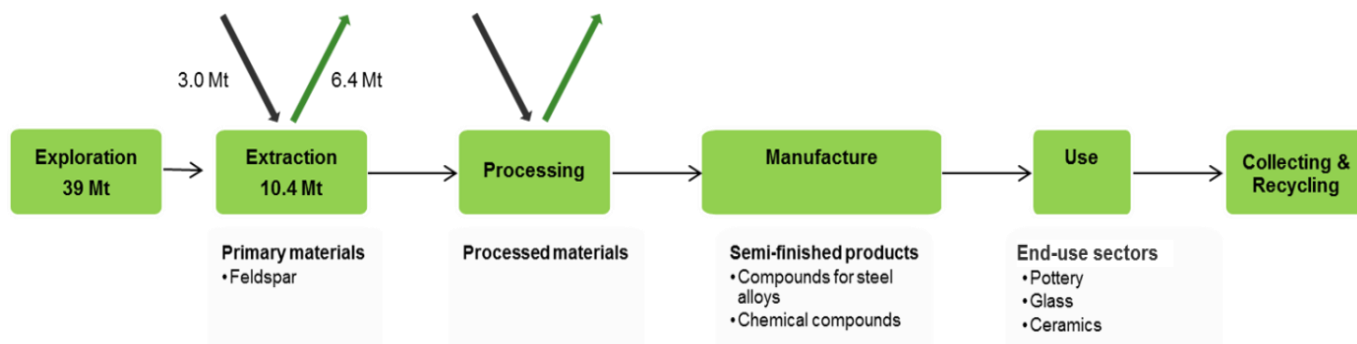 3.0 Mt
6.4 Mt
Exploration
39 Mt
Extraction
10.4 Mt
Processing
Manufacture
Use
Collecting &
Recycling
Primary materials
•Feldspar
Processed materials
Semi-finished products
•Compounds for steel
alloys
•Chemical compounds
End-use sectors
•Pottery
•Glass
•Ceramics